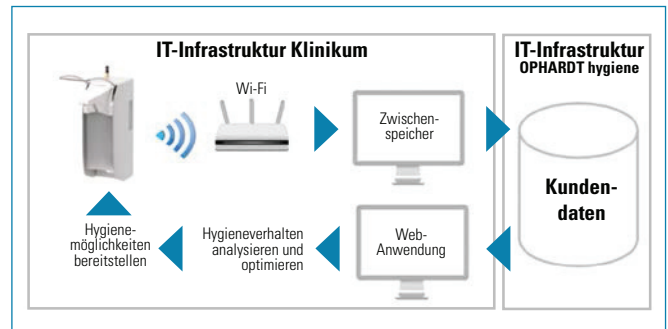 IT-Infrastruktur Klinikum
IT-Infrastruktur
OPHARDT hygiene
Wi-Fi
Zwischen-
speicher
Kunden-
daten
Web-
Anwendung
Hygieneverhalten
analysieren und
optimieren
Hygiene-
möglichkeiten
bereitstellen